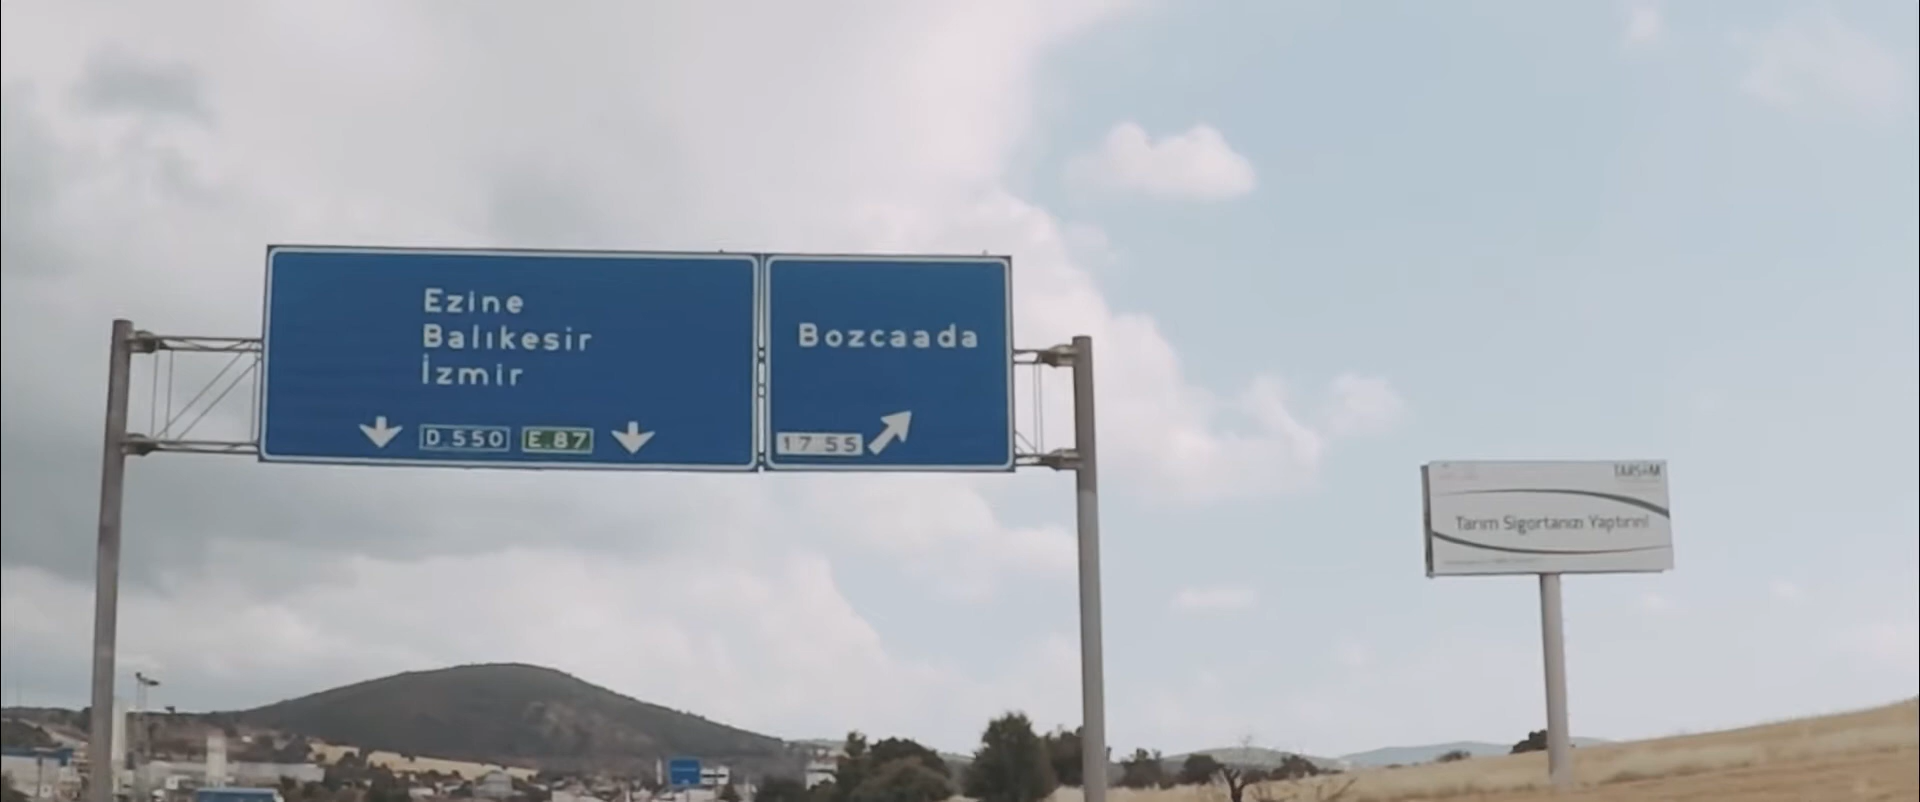 Ezine
Balıkesir
İzmir
D.550 E.87
Bozcaada
17 55
TARSİM
Tarım Sigortanızı Yaptırın!